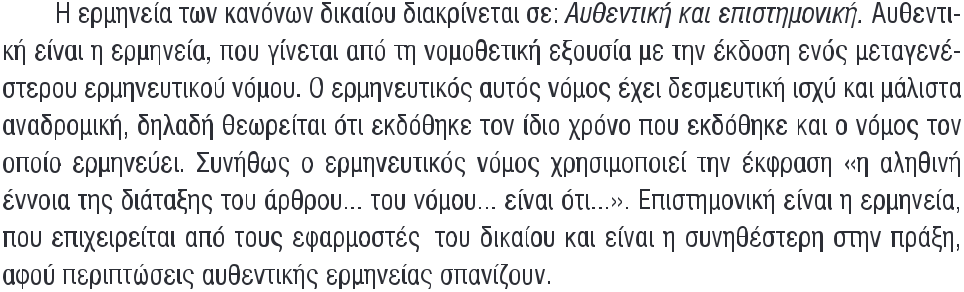 Η ερμηνεία των κανόνων δικαίου διακρίνεται σε: Αυθεντική και επιστημονική. Αυθεντι-
κή είναι η ερμηνεία, που γίνεται από τη νομοθετική εξουσία με την έκδοση ενός μεταγενέ-
στερου ερμηνευτικού νόμου. Ο ερμηνευτικός αυτός νόμος έχει δεσμευτική ισχύ και μάλιστα
αναδρομική, δηλαδή θεωρείται ότι εκδόθηκε τον ίδιο χρόνο που εκδόθηκε και ο νόμος τον
οποίο ερμηνεύει. Συνήθως ο ερμηνευτικός νόμος χρησιμοποιεί την έκφραση «η αληθινή
έννοια της διάταξης του άρθρου... του νόμου... είναι ότι...». Επιστημονική είναι η ερμηνεία,
που επιχειρείται από τους εφαρμοστές του δικαίου και είναι η συνηθέστερη στην πράξη,
αφού περιπτώσεις αυθεντικής ερμηνείας σπανίζουν.